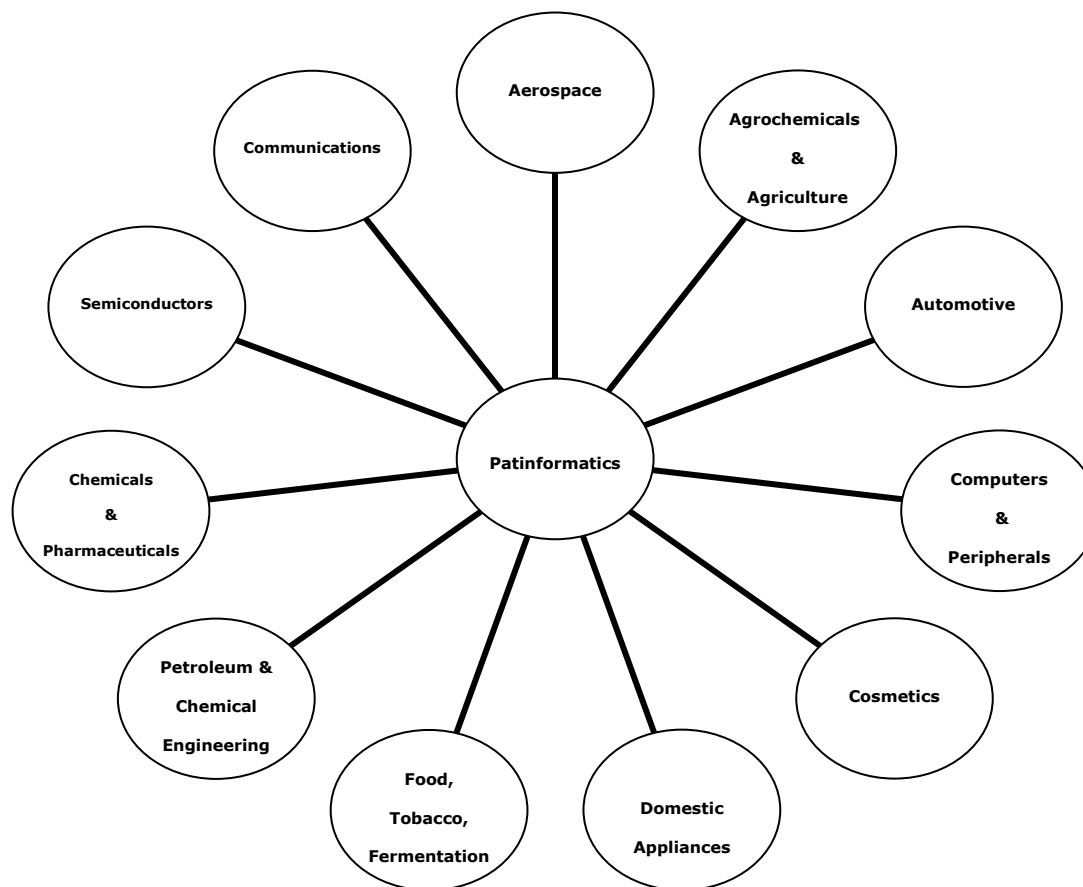 Aerospace
Agrochemicals
&
Agriculture
Automotive
Computers
&
Peripherals
Cosmetics
Domestic
Appliances
Food,
Tobacco,
Fermentation
Petroleum &
Chemical
Engineering
Chemicals
&
Pharmaceuticals
Semiconductors
Communications
Patinformatics